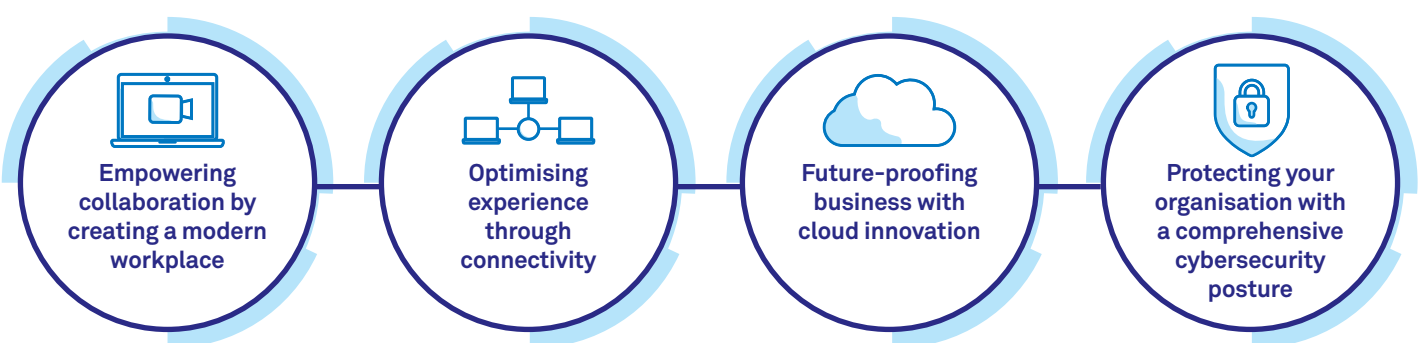 Empowering
collaboration by
creating a modern
workplace
Optimising
experience
through
connectivity
Future-proofing
business with
cloud innovation
Protecting your
organisation with
a comprehensive
cybersecurity
posture